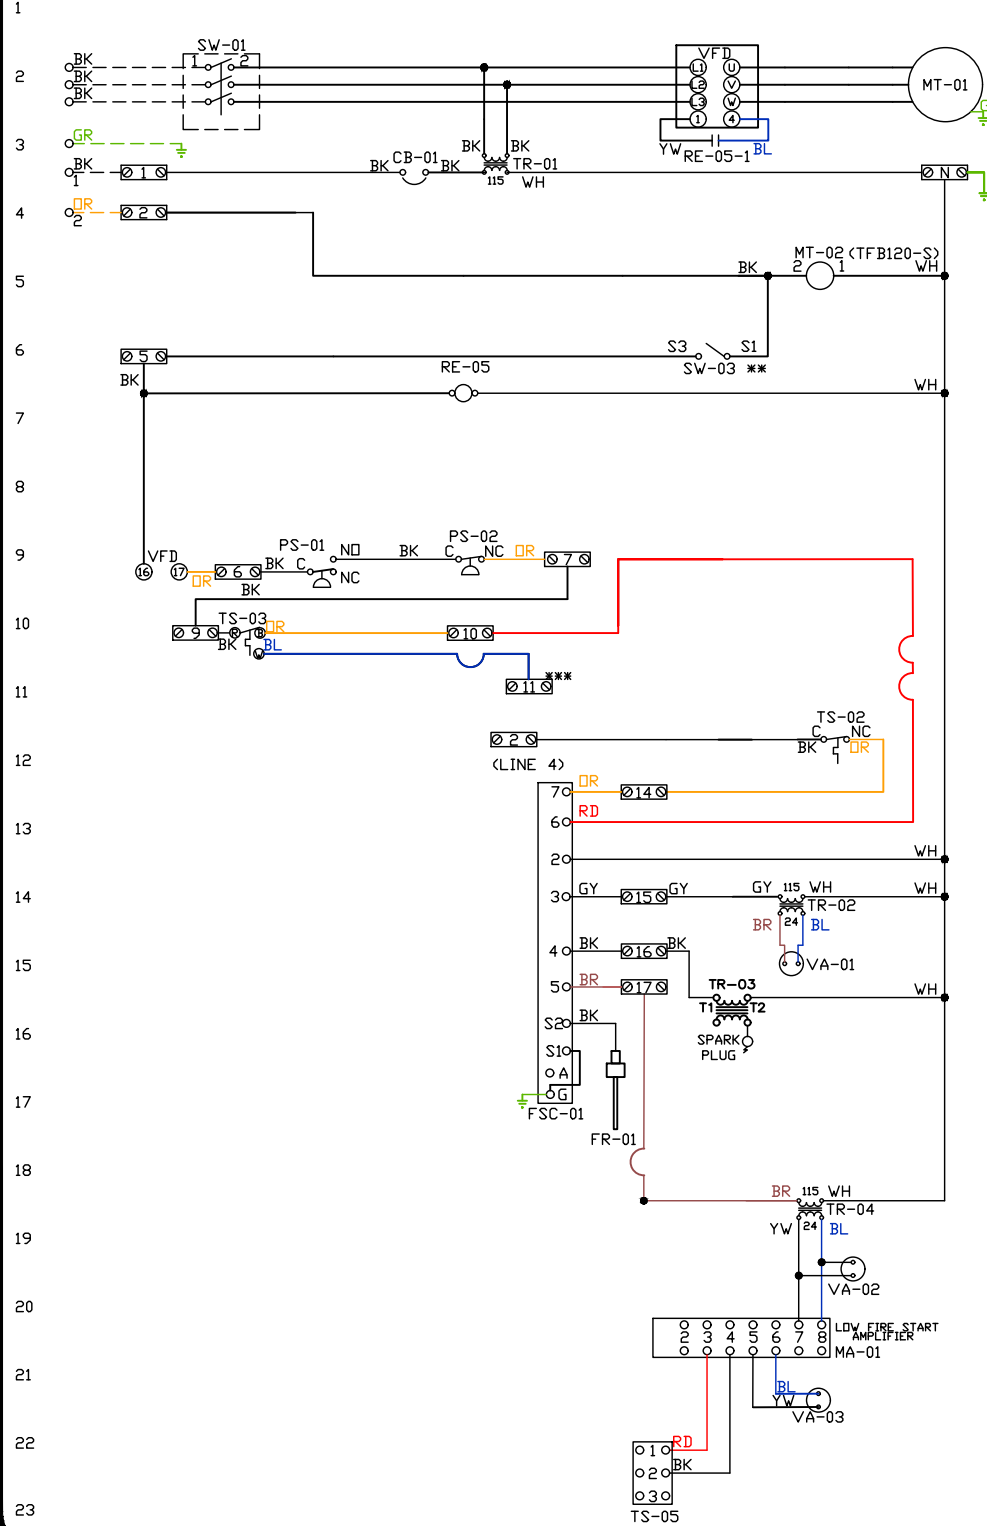 1
SW-01
VFD
BK
1
2
2
BK
BK
L1
U
L2
V
L3
W
1
4
MT-01
G
3
GR
BK
BK
YW
RE-05-1
BL
BK
1
1
BK
CB-01
BK
TR-01
115
WH
N
4
OR
2
2
MT-02 (TFB120-S)
5
BK
2
1
WH
6
5
S3
S1
SW-03
**
BK
RE-05
WH
7
8
9
VFD
16
17
OR
6
BK
PS-01
C
NO
NC
BK
PS-02
C
NC
OR
7
BK
10
9
TS-03
BK
R
B
W
OR
BL
10
11
11
***
12
2
(LINE 4)
TS-02
C
NC
BK
OR
7
OR
14
13
6
RD
2
WH
14
3
GY
15
GY
GY
115
WH
WH
TR-02
24
BR
BL
VA-01
15
4
BK
16
BK
5
BR
17
TR-03
T1
T2
WH
16
S2
BK
SPARK
PLUG
S1
A
17
G
FSC-01
FR-01
18
BR
115
WH
TR-04
19
YW
24
BL
VA-02
20
2
3
4
5
6
7
8
LOW FIRE START
AMPLIFIER
MA-01
21
BL
YW
VA-03
22
1
RD
2
BK
3
23
TS-05